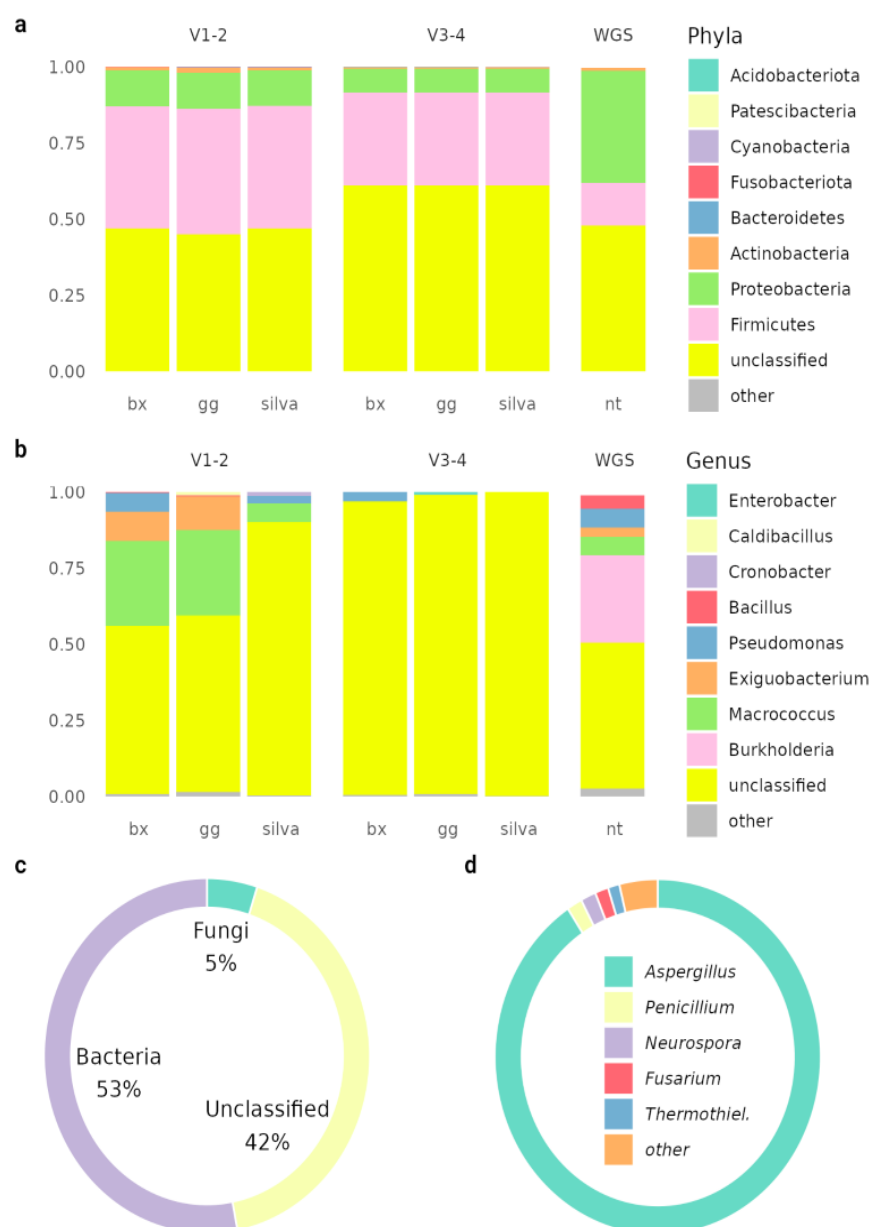 a
V1-2 V3-4 WGS Phyla
1.00
0.75
0.50
0.25
0.00
bx gg silva bx gg silva nt
Acidobacteriota
Patescibacteria
Cyanobacteria
Fusobacteriota
Bacteroidetes
Actinobacteria
Proteobacteria
Firmicutes
unclassified
other
b
V1-2 V3-4 WGS Genus
1.00
0.75
0.50
0.25
0.00
bx gg silva bx gg silva nt
Enterobacter
Caldibacillus
Cronobacter
Bacillus
Pseudomonas
Exiguobacterium
Macrococcus
Burkholderia
unclassified
other
c
Fungi
5%
Bacteria
53%
Unclassified
42%
d
Aspergillus
Penicillium
Neurospora
Fusarium
Thermothiel.
other